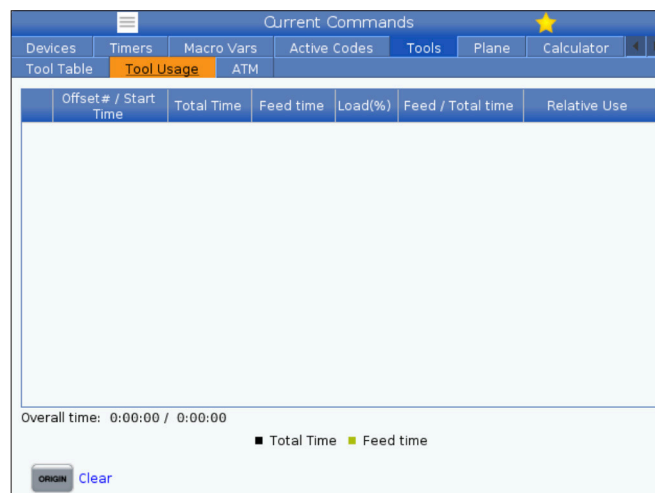 Current Commands
Devices Timers Macro Vars Active Codes Tools Plane Calculator
Tool Table Tool Usage ATM
Offset# / Start Time Total Time Feed time Load(%) Feed / Total time Relative Use
Overall time: 0:00:00 / 0:00:00
Total Time Feed time
ORIGIN Clear